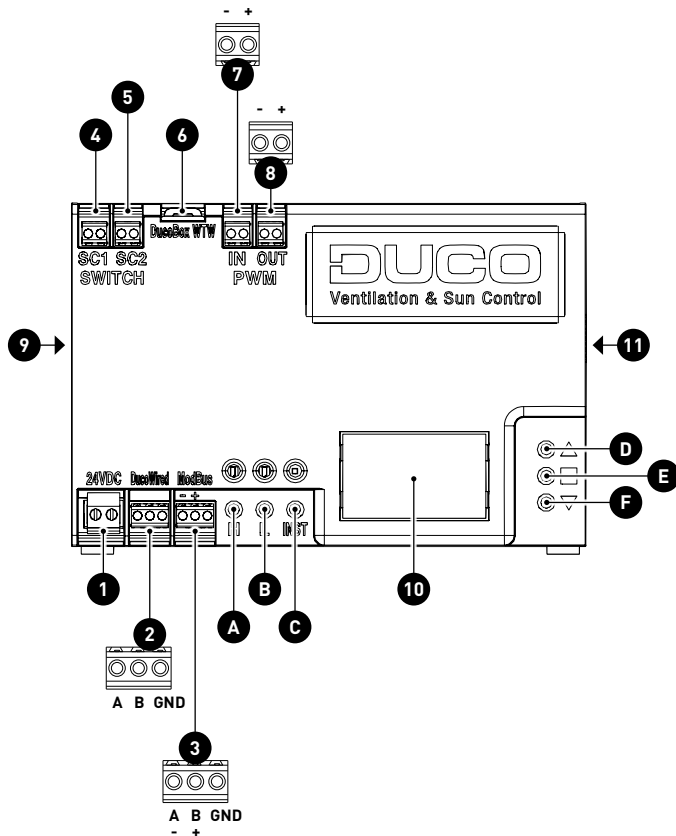 - +
7
5
- +
4
6
8
DucoBox WTW
SC1 SC2
IN OUT
SWITCH
PWM
DUCO
Ventilation & Sun Control
9
11
D
E
F
24VDC
DucoWired
ModBus
- +
INST
1
B
10
2
A
C
A B GND
3
A B GND
- +